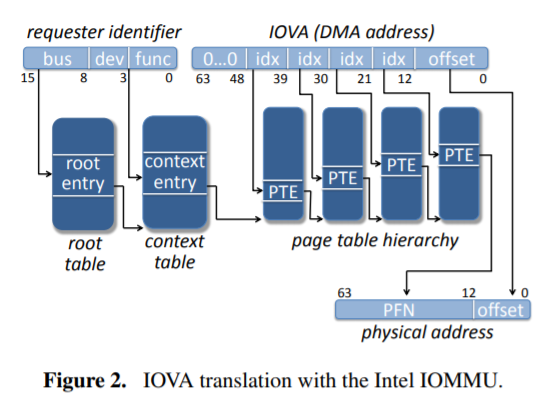 requester identifier
IOVA (DMA address)
bus dev func
0...0 idx idx idx idx offset
15 8 3 0
63 48 39 30 21 12 0
root entry
context entry
PTE
PTE
PTE
PTE
root table
context table
page table hierarchy
63 12 0
PFN offset
physical address
Figure 2. IOVA translation with the Intel IOMMU.